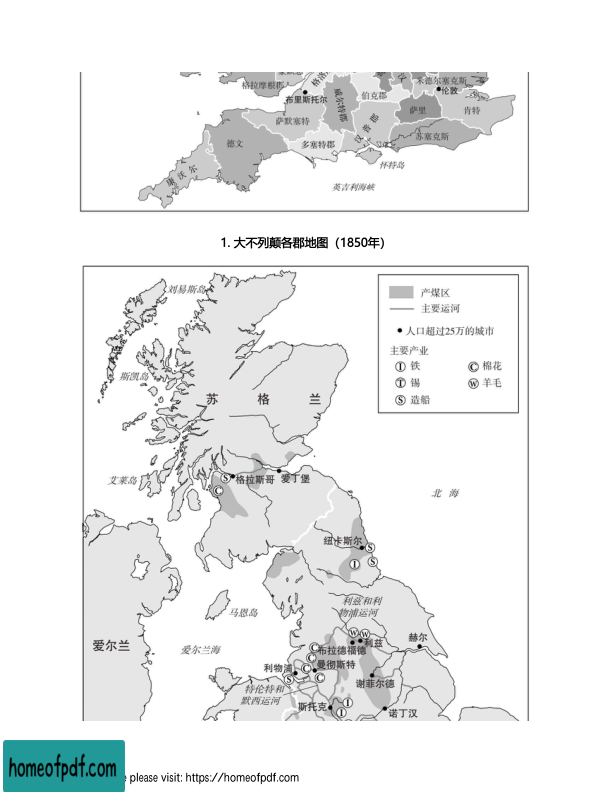 格拉摩根郡
米德尔塞克斯
伦敦
布里斯托尔
威尔特郡
伯克郡
萨里
肯特
萨默塞特
汉普郡
苏塞克斯
德文
多塞特郡
康沃尔
怀特岛
英吉利海峡
1. 大不列颠各郡地图（1850年）
刘易斯岛
产煤区
主要运河
人口超过25万的城市
主要产业
I 铁
C 棉花
T 锡
W 羊毛
S 造船
斯凯岛
苏格兰
艾莱岛
S
格拉斯哥
爱丁堡
C
北海
纽卡斯尔
S
I
S
利兹和利
物浦运河
马恩岛
W W
利兹
赫尔
爱尔兰
爱尔兰海
C
布拉德福德
C
利物浦
C
曼彻斯特
S
C
谢菲尔德
特伦特和
默西运河
斯托克
I
I
诺丁汉
homeofpdf.com
please visit: https://homeofpdf.com